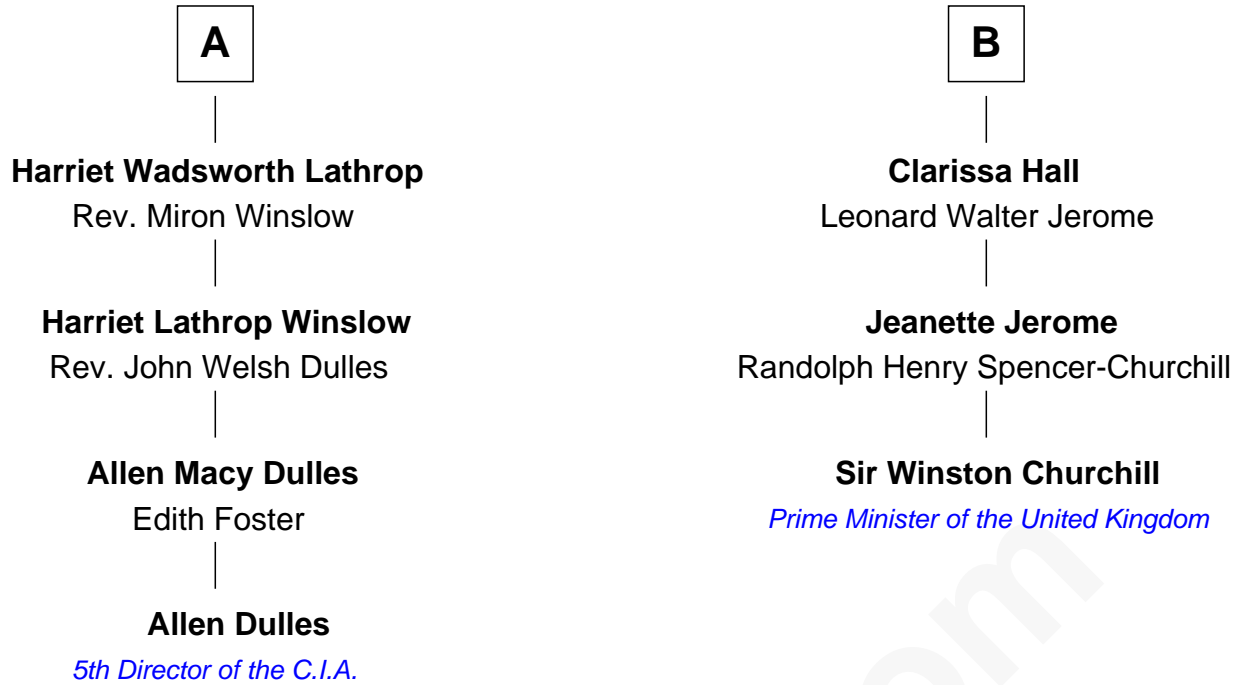 A
Harriet Wadsworth Lathrop
Rev. Miron Winslow
Harriet Lathrop Winslow
Rev. John Welsh Dulles
Allen Macy Dulles
Edith Foster
Allen Dulles
5th Director of the C.I.A.
B
Clarissa Hall
Leonard Walter Jerome
Jeanette Jerome
Randolph Henry Spencer-Churchill
Sir Winston Churchill
Prime Minister of the United Kingdom